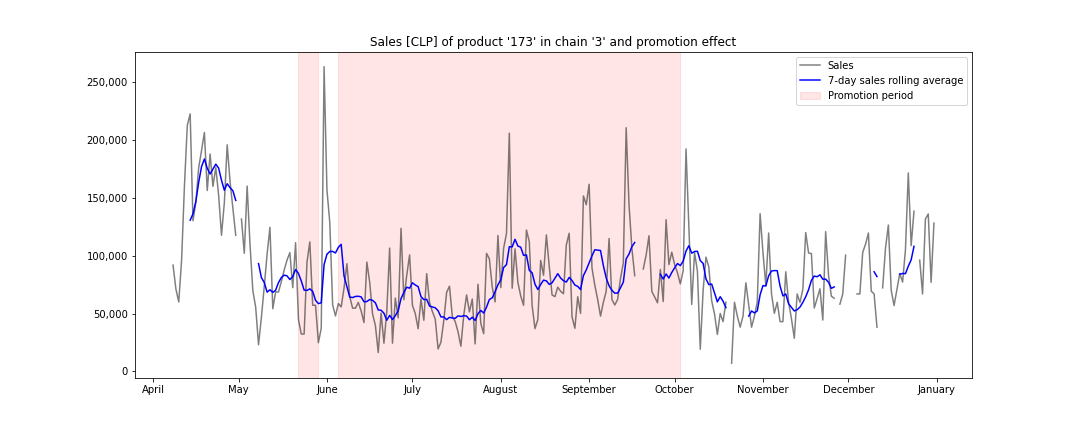 Sales [CLP] of product '173' in chain '3' and promotion effect
Sales
7-day sales rolling average
Promotion period
250,000
200,000
150,000
100,000
50,000
0
April May June July August September October November December January